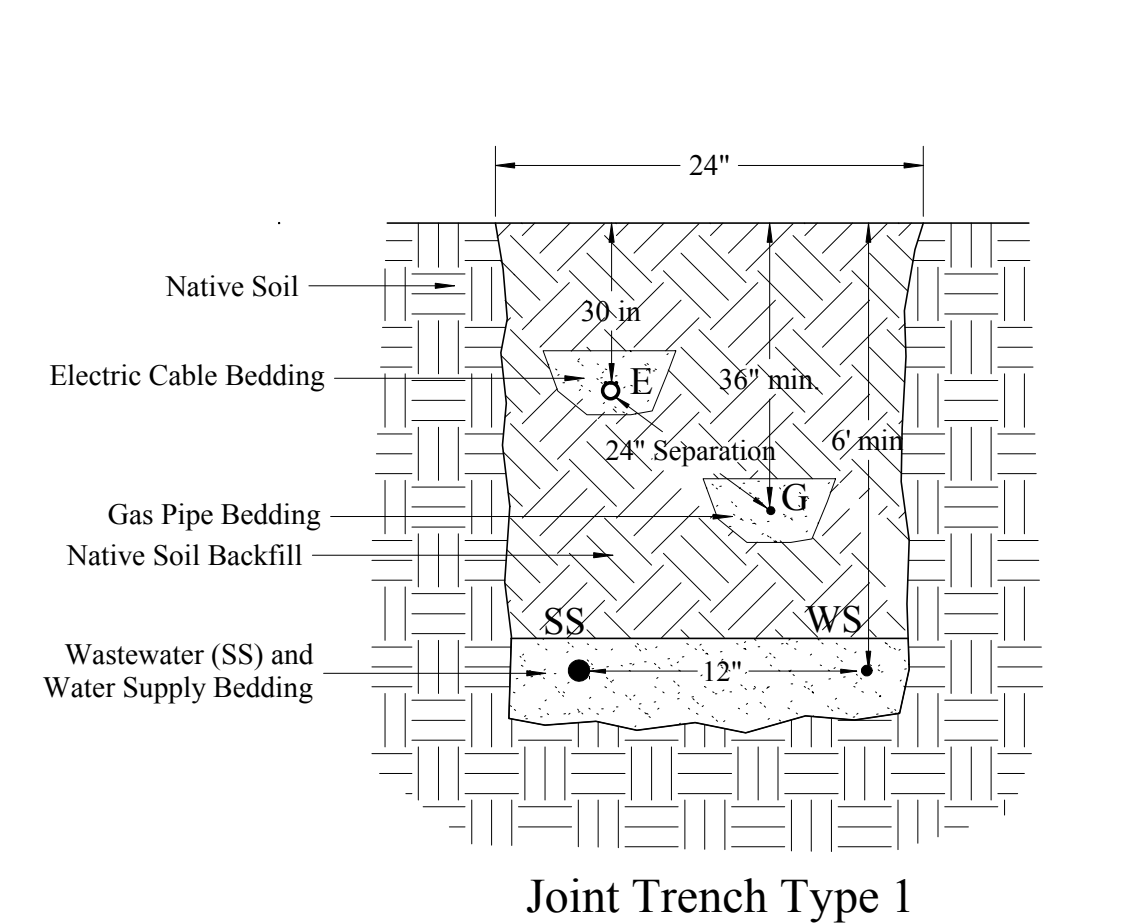 24"
Native Soil
30 in
Electric Cable Bedding
E
36" min.
6' min
24" Separation
G
Gas Pipe Bedding
Native Soil Backfill
SS
WS
Wastewater (SS) and
Water Supply Bedding
12"
Joint Trench Type 1